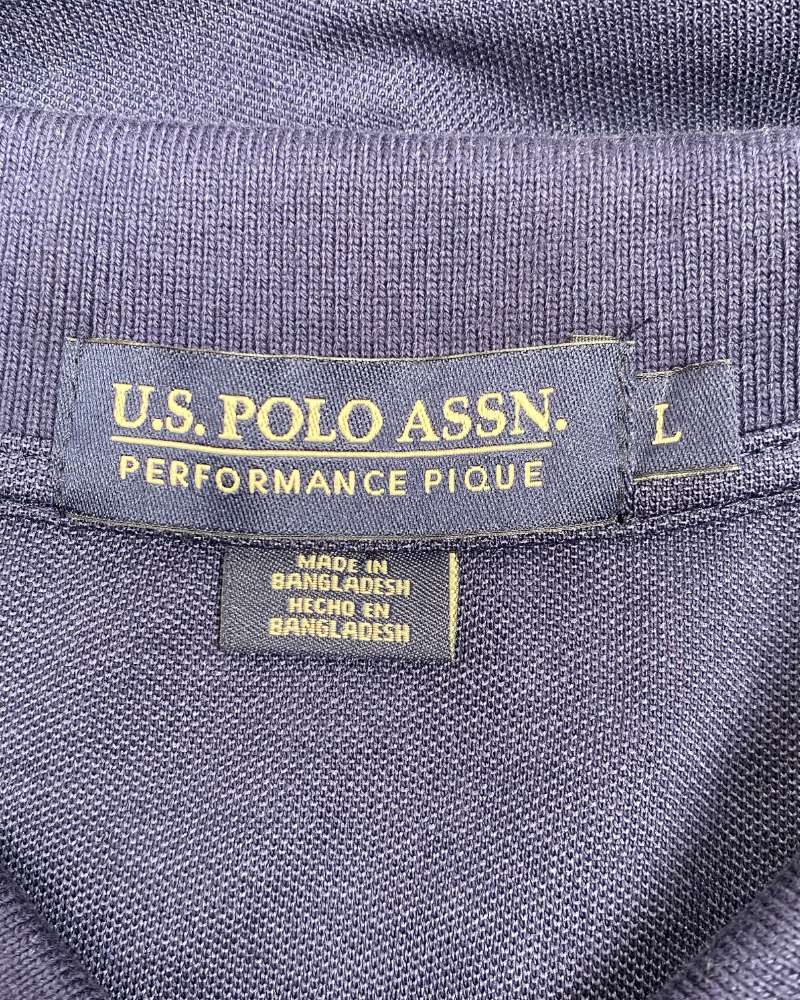 U.S. POLO ASSN.
PERFORMANCE PIQUE
L
MADE IN
BANGLADESH
HECHO EN
BANGLADESH